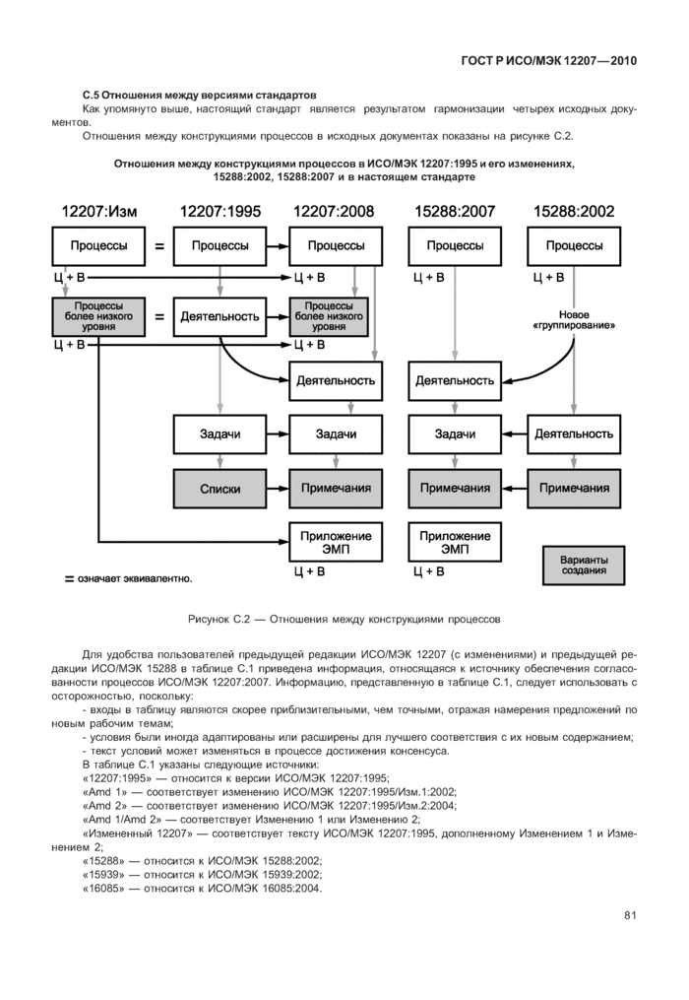 ГОСТ Р ИСО/МЭК 12207—2010
С.5 Отношения между версиями стандартов
Как упомянуто выше, настоящий стандарт является результатом гармонизации четырех исходных доку-
ментов.
Отношения между конструкциями процессов в исходных документах показаны на рисунке С.2.
Отношения между конструкциями процессов в ИСО/МЭК 12207:1995 и его изменениях,
15288:2002, 15288:2007 и в настоящем стандарте
12207:Изм 12207:1995 12207:2008 15288:2007 15288:2002
Процессы = Процессы Процессы Процессы Процессы
Ц + В Ц + В Ц + В Ц + В
Процессы
более низкого
уровня
=
Деятельность
Процессы
более низкого
уровня
Новое
«группирование»
Ц + В Ц + В
Деятельность Деятельность
Задачи Задачи Задачи Деятельность
Списки Примечания Примечания Примечания
Приложение
ЭМП
Приложение
ЭМП
Ц + В Ц + В
Варианты
создания
= означает эквивалентно.
Рисунок С.2 — Отношения между конструкциями процессов
Для удобства пользователей предыдущей редакции ИСО/МЭК 12207 (с изменениями) и предыдущей ре-
дакции ИСО/МЭК 15288 в таблице С.1 приведена информация, относящаяся к источнику обеспечения согласо-
ванности процессов ИСО/МЭК 12207:2007. Информацию, представленную в таблице С.1, следует использовать с
осторожностью, поскольку:
- входы в таблицу являются скорее приблизительными, чем точными, отражая намерения предложений по
новым рабочим темам;
- условия были иногда адаптированы или расширены для лучшего соответствия с их новым содержанием;
- текст условий может изменяться в процессе достижения консенсуса.
В таблице С.1 указаны следующие источники:
«12207:1995» — относится к версии ИСО/МЭК 12207:1995;
«Amd 1» — соответствует изменению ИСО/МЭК 12207:1995/Изм.1:2002;
«Amd 2» — соответствует изменению ИСО/МЭК 12207:1995/Изм.2:2004;
«Amd 1/Amd 2» — соответствует Изменению 1 или Изменению 2;
«Измененный 12207» — соответствует тексту ИСО/МЭК 12207:1995, дополненному Изменением 1 и Изме-
нением 2;
«15288» — относится к ИСО/МЭК 15288:2002;
«15939» — относится к ИСО/МЭК 15939:2002;
«16085» — относится к ИСО/МЭК 16085:2004.
81